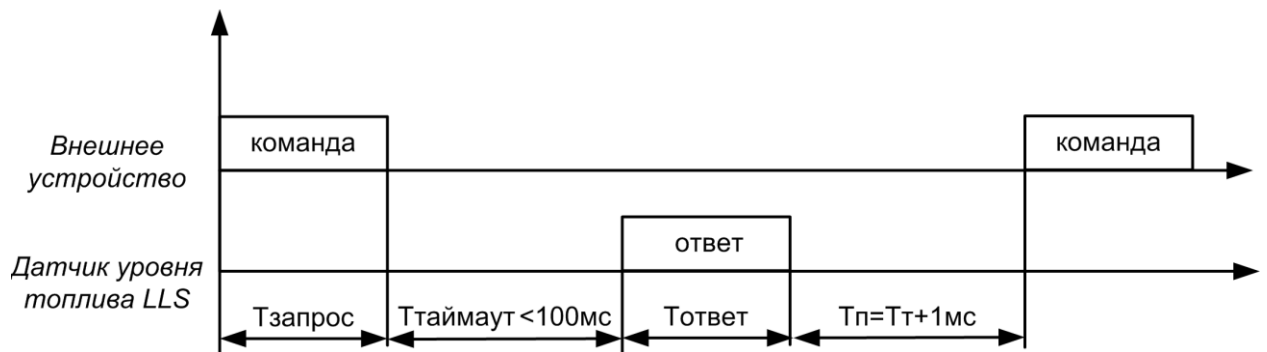 Внешнее
устройство
команда
команда
Датчик уровня
топлива LLS
ответ
Тзапрос
Ттаймаут <100мс
Тответ
Тп=Тт+1мс